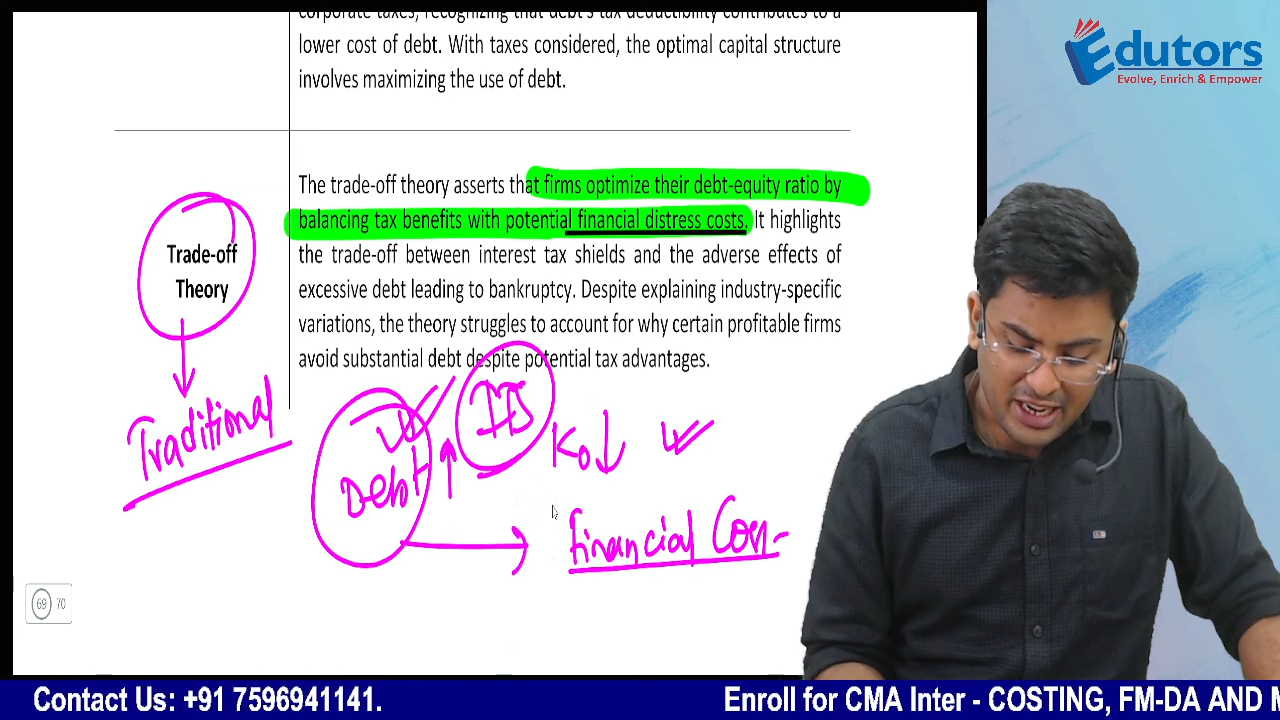 corporate taxes, recognizing that debt's tax deductibility contributes to a
lower cost of debt. With taxes considered, the optimal capital structure
involves maximizing the use of debt.
Edutors
Evolve, Enrich & Empower
The trade-off theory asserts that firms optimize their debt-equity ratio by
balancing tax benefits with potential financial distress costs. It highlights
the trade-off between interest tax shields and the adverse effects of
excessive debt leading to bankruptcy. Despite explaining industry-specific
variations, the theory struggles to account for why certain profitable firms
avoid substantial debt despite potential tax advantages.
Trade-off
Theory
Traditional
Debt ↑ ITS Ko ↓
Financial Cost
69 70
Contact Us: +91 7596941141.
Enroll for CMA Inter - COSTING, FM-DA AND